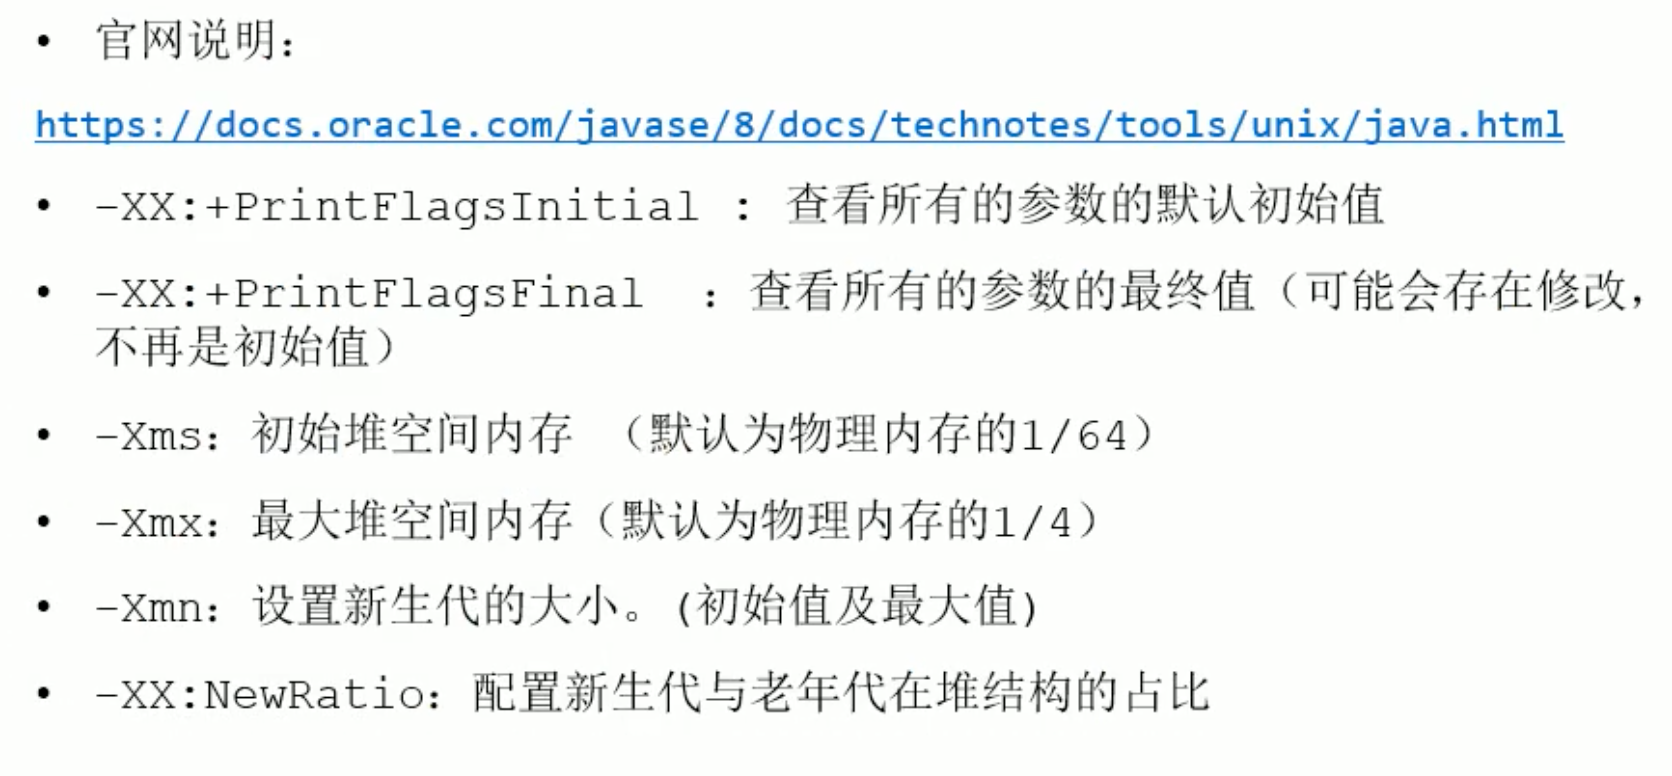 • 官网说明：
https://docs.oracle.com/javase/8/docs/technotes/tools/unix/java.html
• -XX:+PrintFlagsInitial : 查看所有的参数的默认初始值
• -XX:+PrintFlagsFinal ：查看所有的参数的最终值（可能会存在修改，
不再是初始值）
• -Xms：初始堆空间内存 （默认为物理内存的1/64）
• -Xmx：最大堆空间内存（默认为物理内存的1/4）
• -Xmn：设置新生代的大小。(初始值及最大值)
• -XX:NewRatio：配置新生代与老年代在堆结构的占比